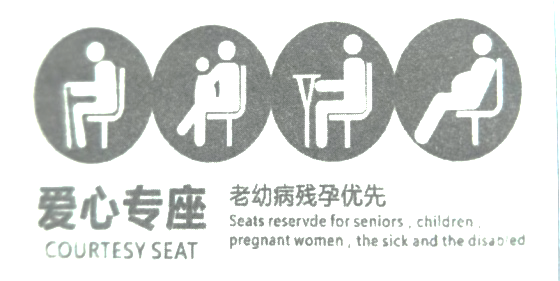 爱心专座
COURTESY SEAT
老幼病残孕优先
Seats reservde for seniors , children ,
pregnant women , the sick and the disabled